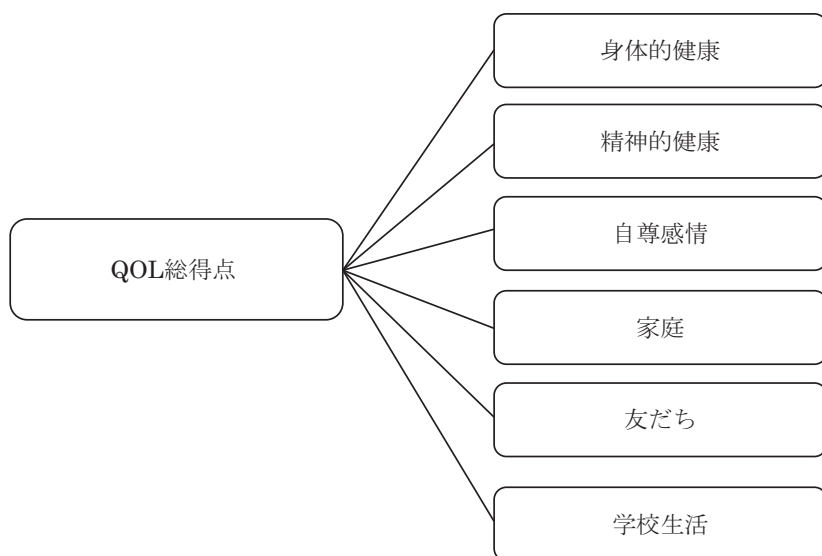 QOL総得点
身体的健康
精神的健康
自尊感情
家庭
友だち
学校生活